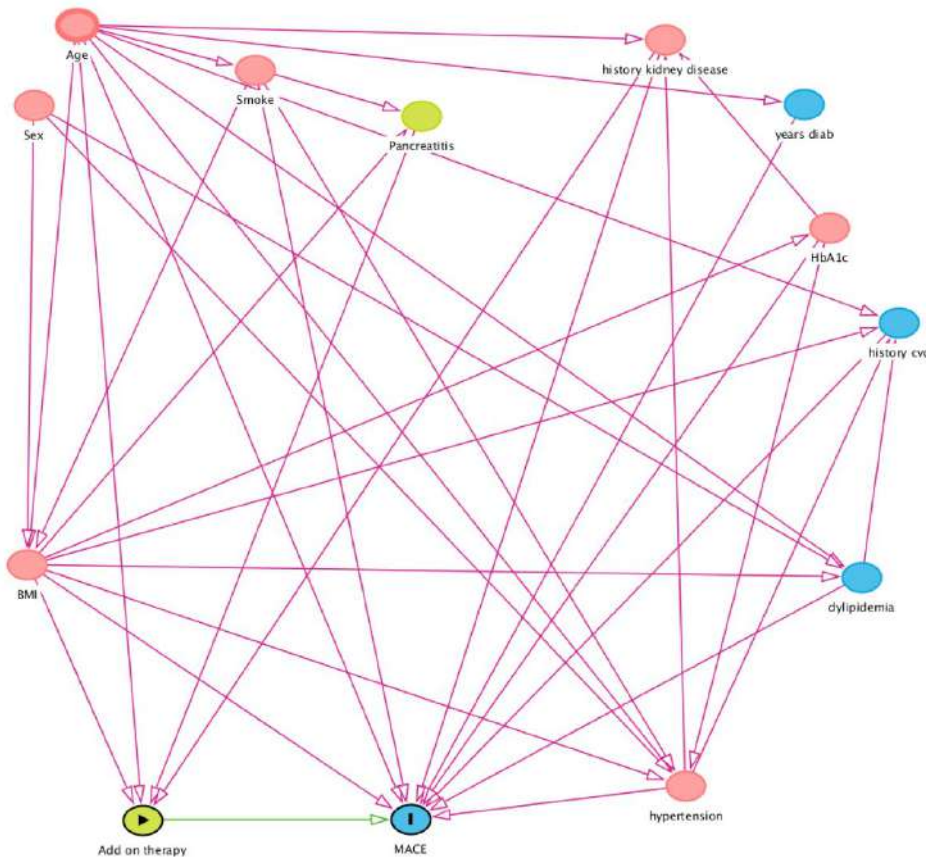 Age
history kidney disease
Smoke
Sex
Pancreatitis
years diab
HbA1c
history cvd
BMI
dylipidemia
hypertension
Add on therapy
MACE